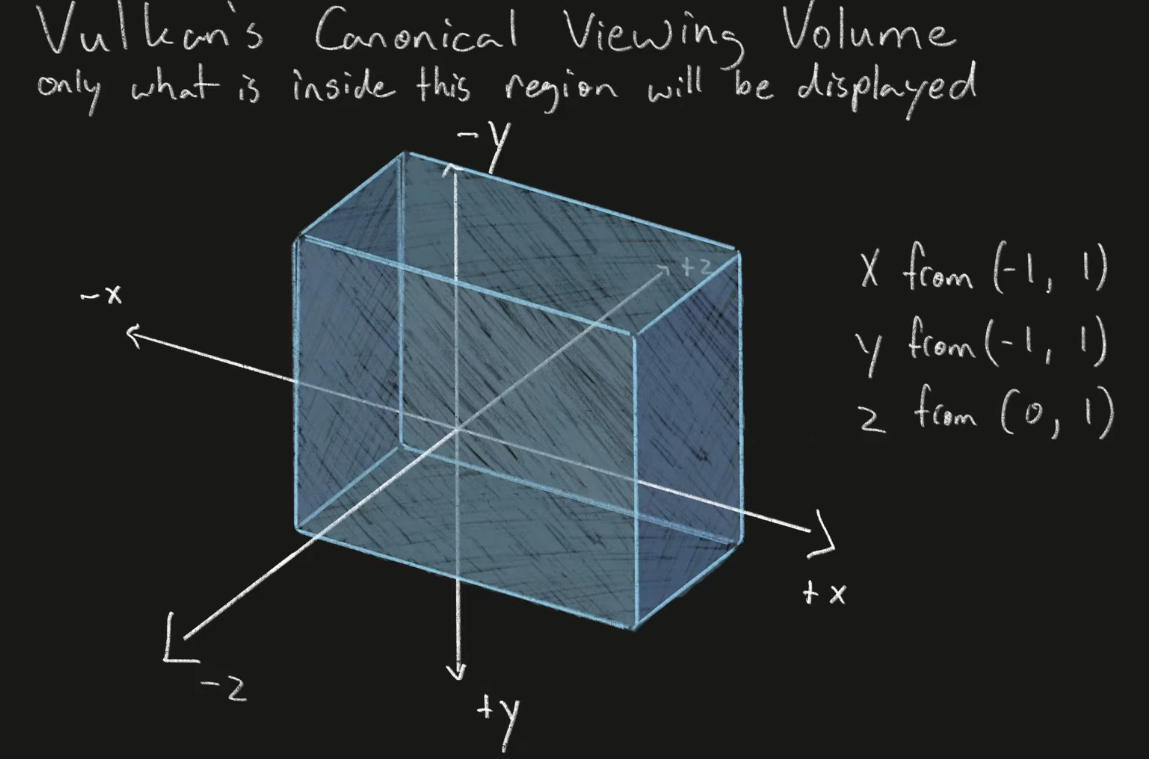 Vulkan's Canonical Viewing Volume
only what is inside this region will be displayed
-y
+z
-x
x from (-1, 1)
y from (-1, 1)
z from (0, 1)
+x
-z
+y